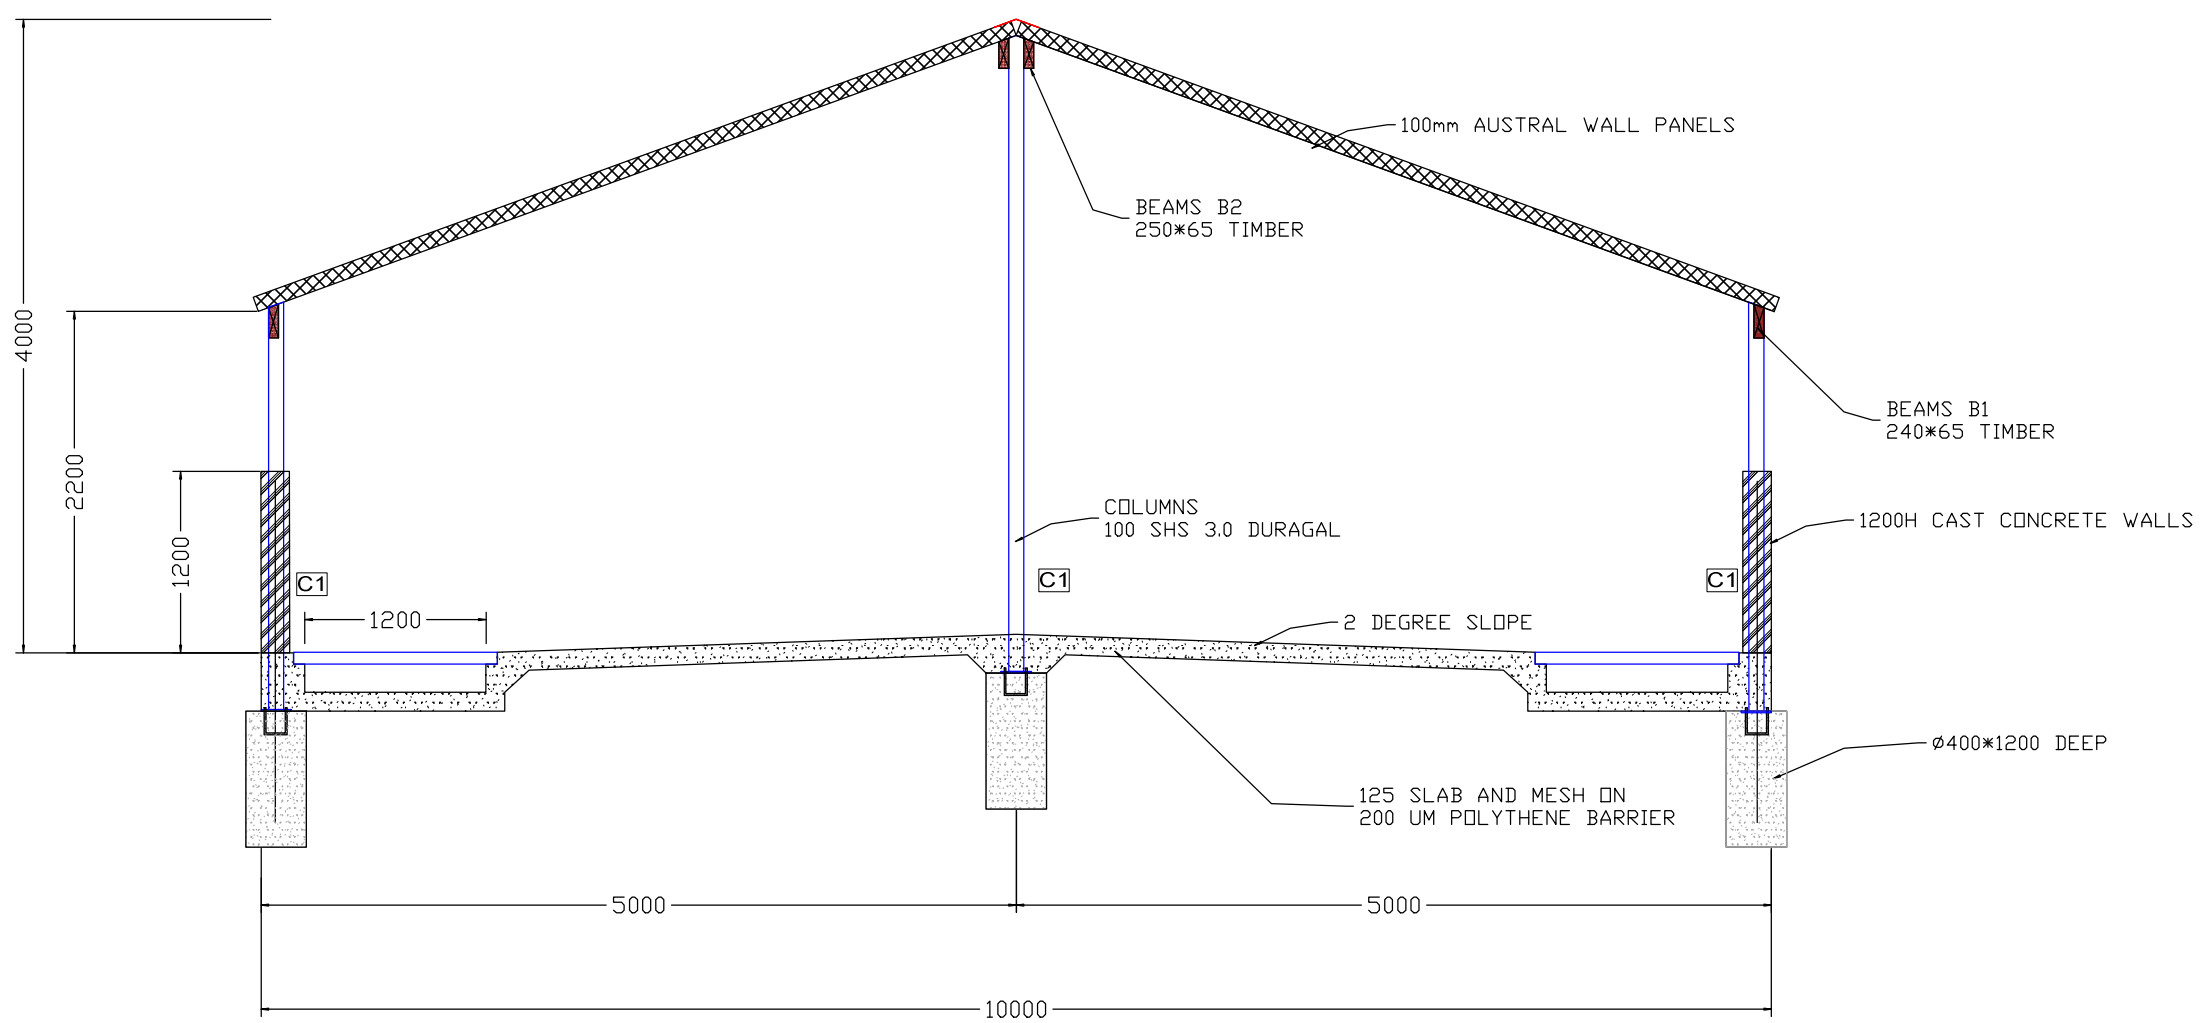 100mm AUSTRAL WALL PANELS
BEAMS B2
250*65 TIMBER
4000
BEAMS B1
240*65 TIMBER
2200
COLUMNS
100 SHS 3.0 DURAGAL
1200H CAST CONCRETE WALLS
1200
C1
C1
C1
1200
2 DEGREE SLOPE
Ø400*1200 DEEP
125 SLAB AND MESH ON
200 UM POLYTHENE BARRIER
5000
5000
10000